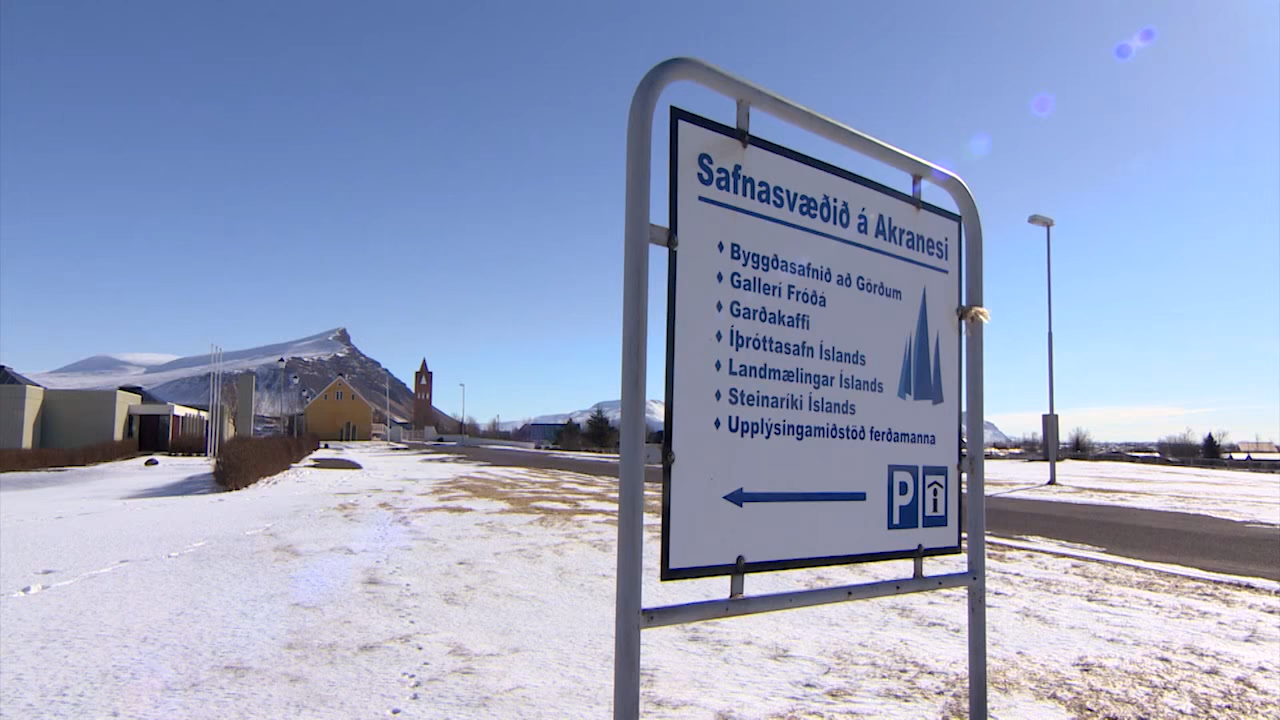 Safnasvæðið á Akranesi
♦ Byggðasafnið að Görðum
♦ Gallerí Fróðá
♦ Garðakaffi
♦ Íþróttasafn Íslands
♦ Landmælingar Íslands
♦ Steinaríki Íslands
♦ Upplýsingamiðstöð ferðamanna
P i